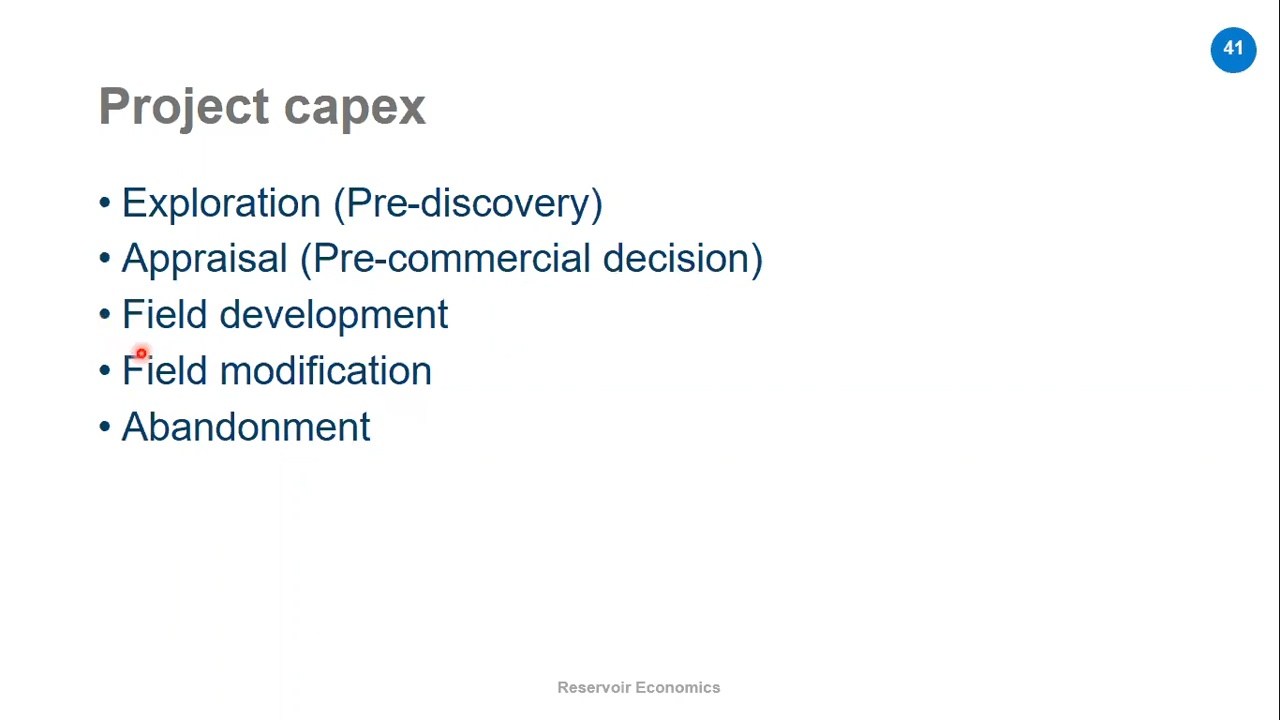 41
Project capex
• Exploration (Pre-discovery)
• Appraisal (Pre-commercial decision)
• Field development
• Field modification
• Abandonment
Reservoir Economics